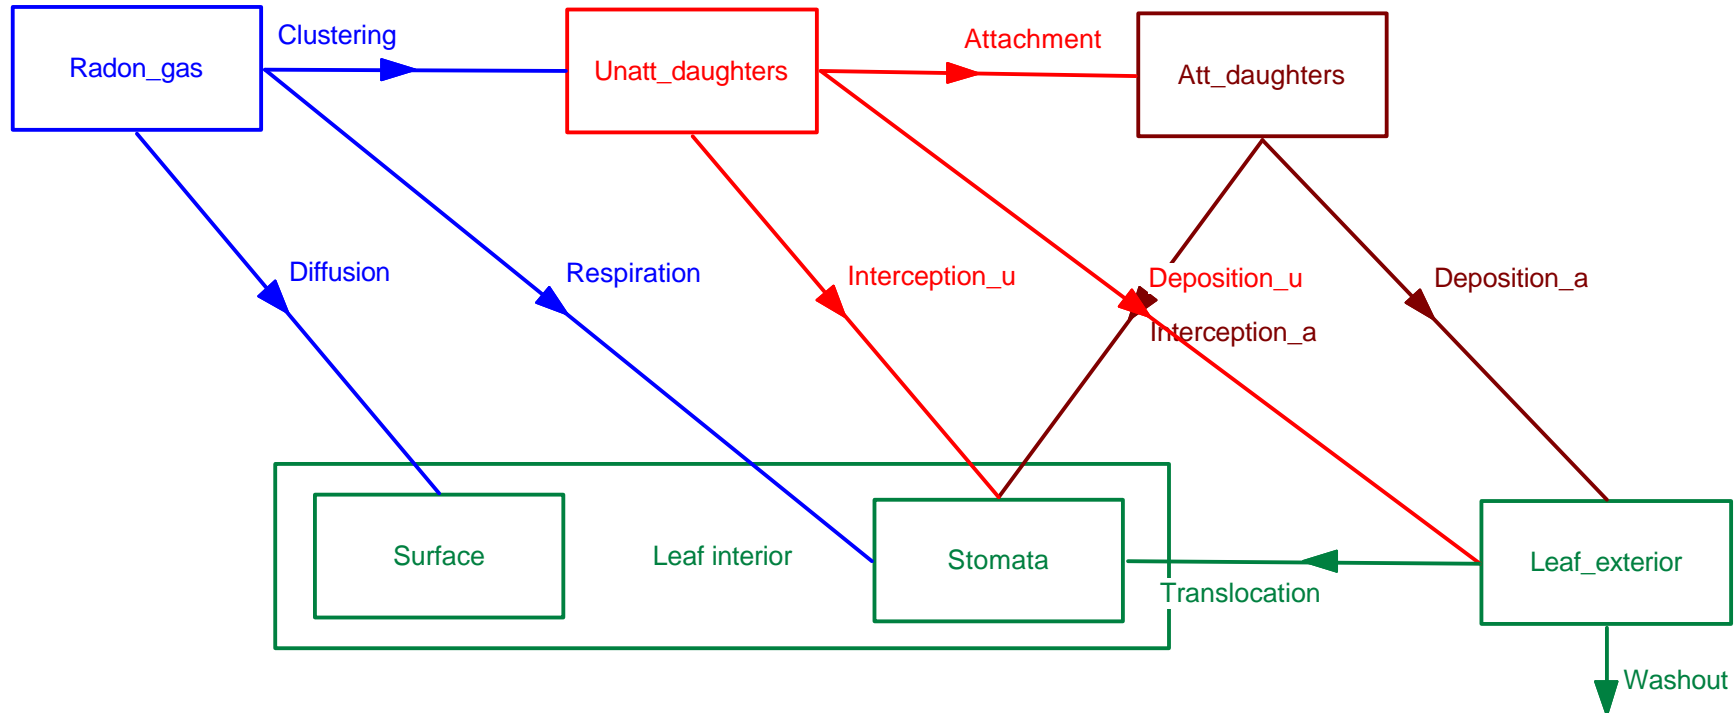 Radon_gas
Clustering
Unatt_daughters
Attachment
Att_daughters
Diffusion
Respiration
Interception_u
Deposition_u
Deposition_a
Interception_a
Surface
Leaf interior
Stomata
Translocation
Leaf_exterior
Washout